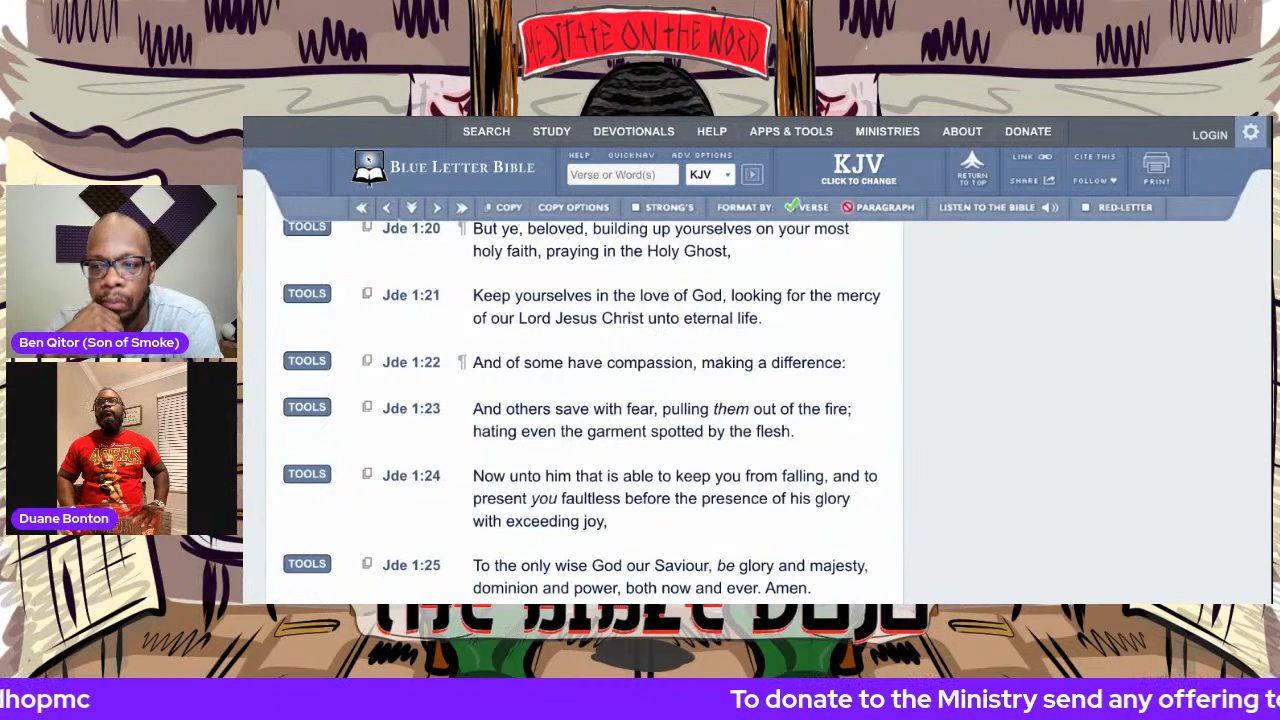 MEDITATE ON THE WORD
SEARCH STUDY DEVOTIONALS HELP APPS & TOOLS MINISTRIES ABOUT DONATE LOGIN
HELP QUICKNAV ADV. OPTIONS
BLUE LETTER BIBLE
Verse or Word(s) KJV
KJV
CLICK TO CHANGE
RETURN
TO TOP
LINK CITE THIS
SHARE FOLLOW
PRINT
COPY COPY OPTIONS STRONG'S FORMAT BY: VERSE PARAGRAPH LISTEN TO THE BIBLE RED-LETTER
TOOLS Jde 1:20 ¶ But ye, beloved, building up yourselves on your most
holy faith, praying in the Holy Ghost,
TOOLS Jde 1:21 Keep yourselves in the love of God, looking for the mercy
of our Lord Jesus Christ unto eternal life.
TOOLS Jde 1:22 ¶ And of some have compassion, making a difference:
TOOLS Jde 1:23 And others save with fear, pulling them out of the fire;
hating even the garment spotted by the flesh.
TOOLS Jde 1:24 Now unto him that is able to keep you from falling, and to
present you faultless before the presence of his glory
with exceeding joy,
TOOLS Jde 1:25 To the only wise God our Saviour, be glory and majesty,
dominion and power, both now and ever. Amen.
Ben Qitor (Son of Smoke)
49ERS
Duane Bonton
THE BIBLE DOJO
dhopmc To donate to the Ministry send any offering to